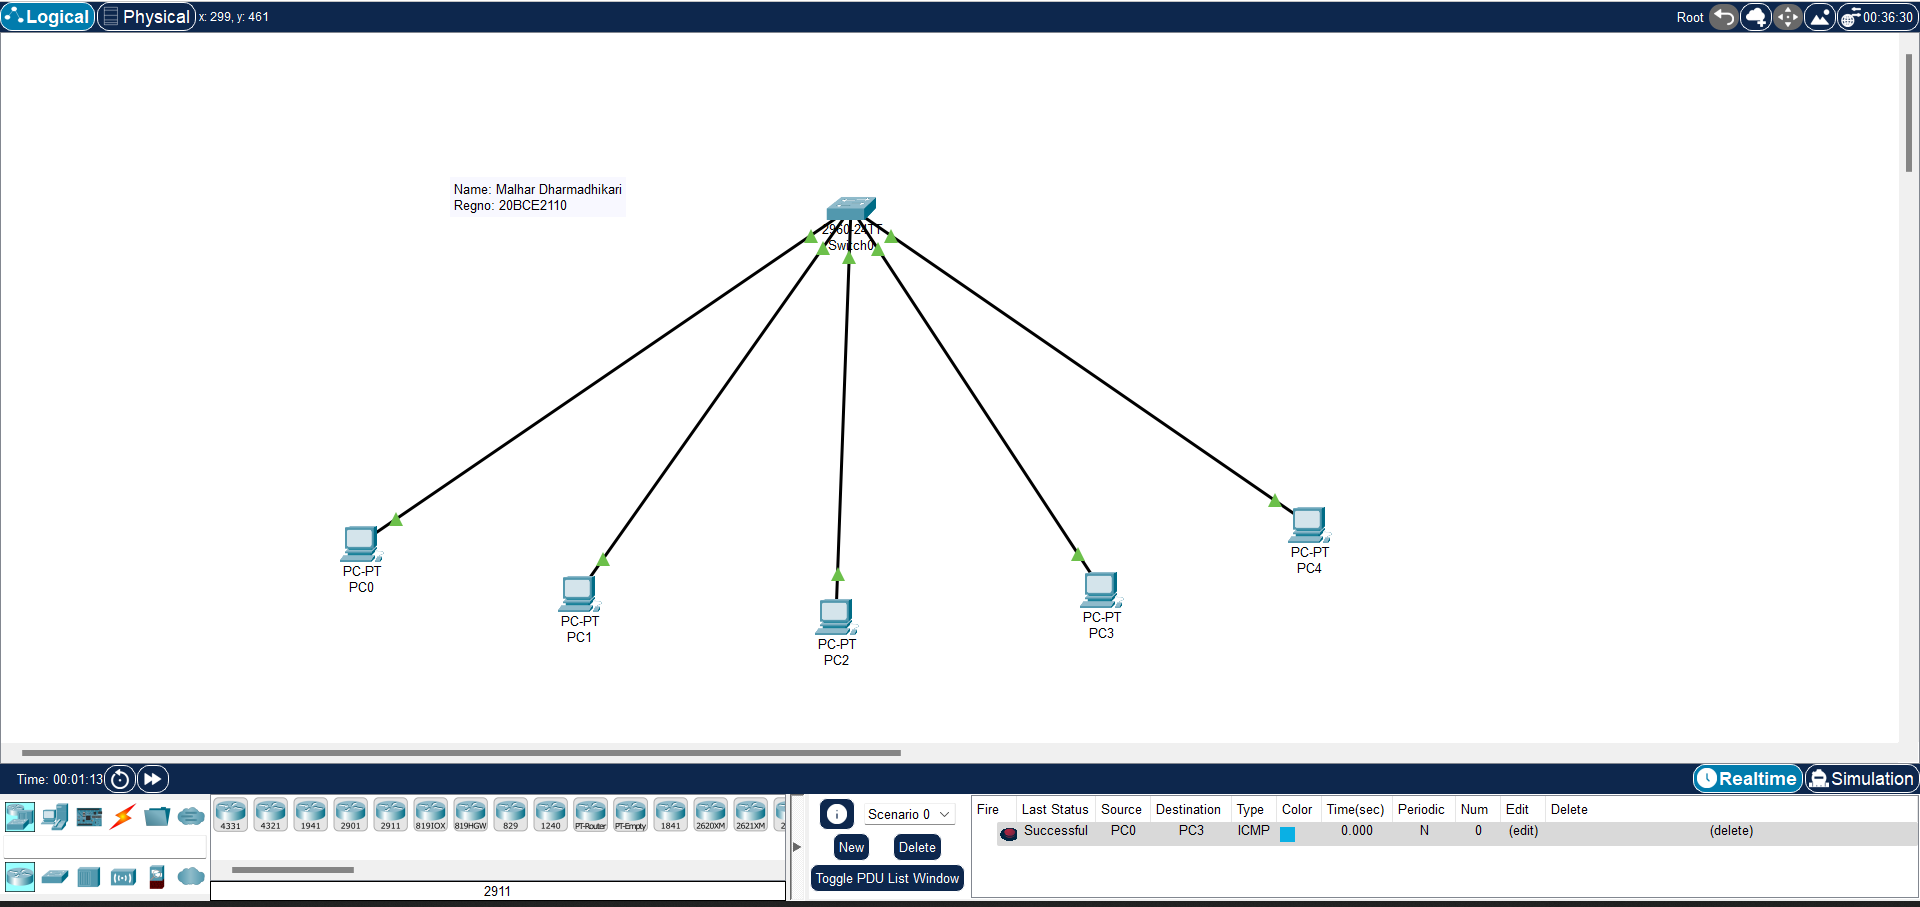 Logical Physical x: 299, y: 461 Root 00:36:30
Name: Malhar Dharmadhikari
Regno: 20BCE2110
2960-24TT
Switch0
PC-PT
PC0
PC-PT
PC1
PC-PT
PC2
PC-PT
PC3
PC-PT
PC4
Time: 00:01:13 Realtime Simulation
4331 4321 1941 2901 2911 819IOX 819HGW 829 1240 PT-Router PT-Empty 1841 2620XM 2621XM 2
2911
Scenario 0
New Delete
Toggle PDU List Window
Fire Last Status Source Destination Type Color Time(sec) Periodic Num Edit Delete
Successful PC0 PC3 ICMP 0.000 N 0 (edit) (delete)